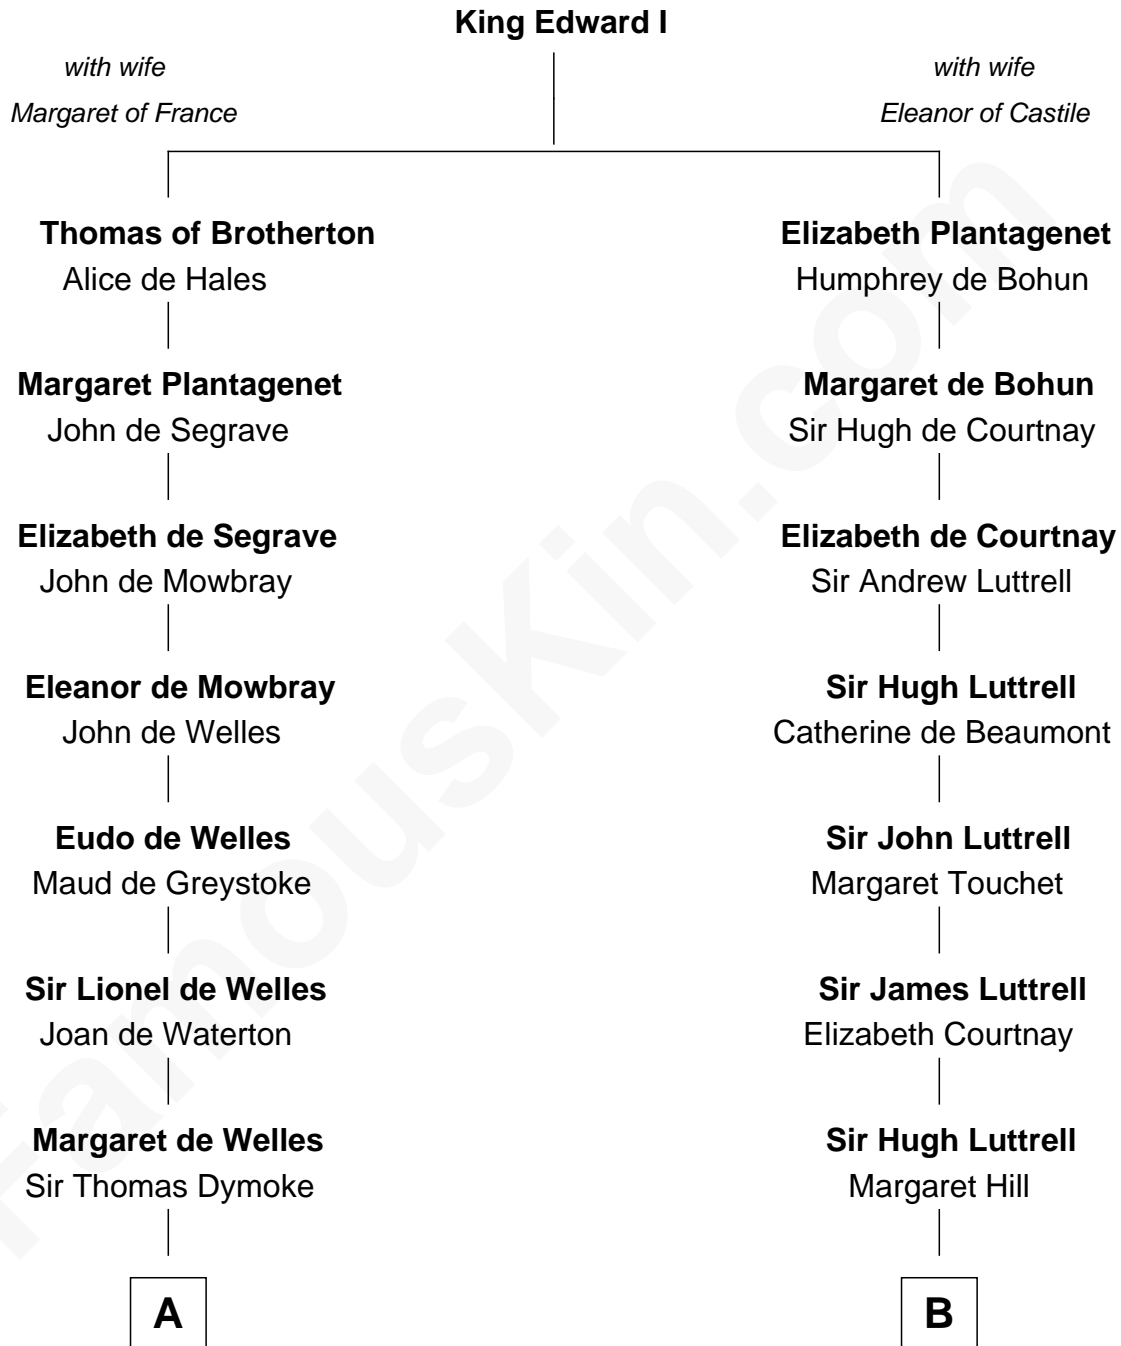 King Edward I
with wife
Margaret of France
with wife
Eleanor of Castile
Thomas of Brotherton
Alice de Hales
Elizabeth Plantagenet
Humphrey de Bohun
Margaret Plantagenet
John de Segrave
Margaret de Bohun
Sir Hugh de Courtnay
Elizabeth de Segrave
John de Mowbray
Elizabeth de Courtnay
Sir Andrew Luttrell
Eleanor de Mowbray
John de Welles
Sir Hugh Luttrell
Catherine de Beaumont
Eudo de Welles
Maud de Greystoke
Sir John Luttrell
Margaret Touchet
Sir Lionel de Welles
Joan de Waterton
Sir James Luttrell
Elizabeth Courtnay
Margaret de Welles
Sir Thomas Dymoke
Sir Hugh Luttrell
Margaret Hill
A
B
FamousKin.com